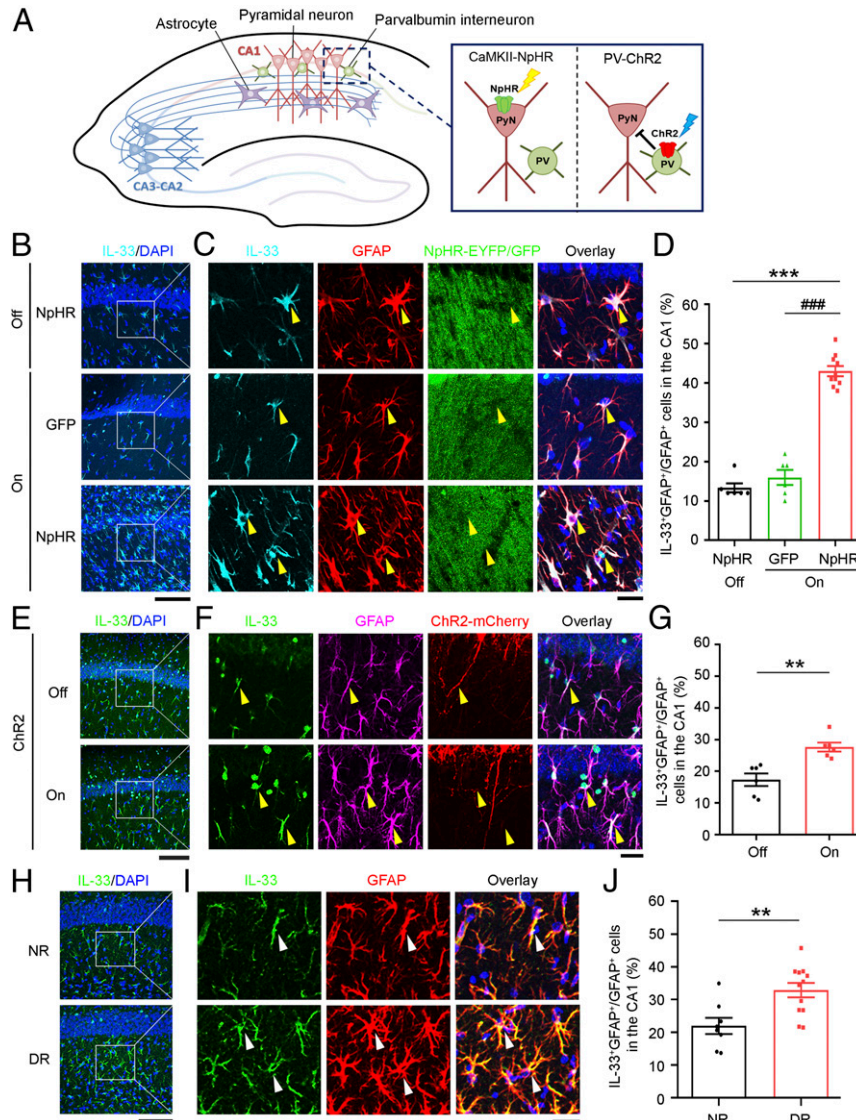 A
Astrocyte
Pyramidal neuron
Parvalbumin interneuron
CA1
CA3-CA2
CaMKII-NpHR
PV-ChR2
NpHR
PyN
PV
PyN
ChR2
PV
B
IL-33/DAPI
Off
NpHR
On
GFP
NpHR
C
IL-33
GFAP
NpHR-EYFP/GFP
Overlay
D
IL-33+GFAP+/GFAP+ cells in the CA1 (%)
60
50
40
30
20
10
0
***
###
NpHR
GFP
NpHR
Off
On
E
IL-33/DAPI
ChR2
Off
On
F
IL-33
GFAP
ChR2-mCherry
Overlay
G
IL-33+GFAP+/GFAP+
cells in the CA1 (%)
60
50
40
30
20
10
0
**
Off
On
H
IL-33/DAPI
NR
DR
I
IL-33
GFAP
Overlay
J
IL-33+GFAP+/GFAP+ cells
in the CA1 (%)
60
50
40
30
20
10
0
**
NR
DR